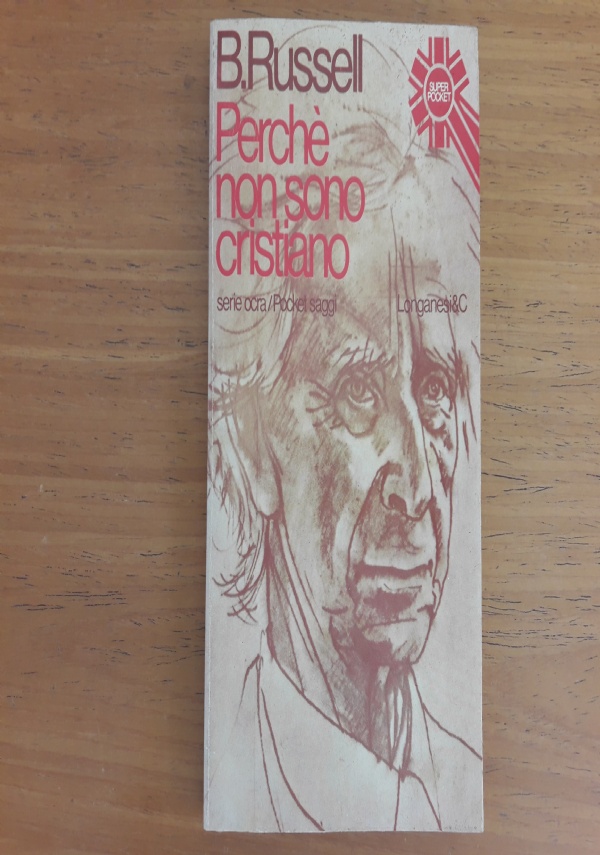 B.Russell
SUPER
POCKET
Perchè
non sono
cristiano
serie ocra/Pocket saggi
Longanesi&C